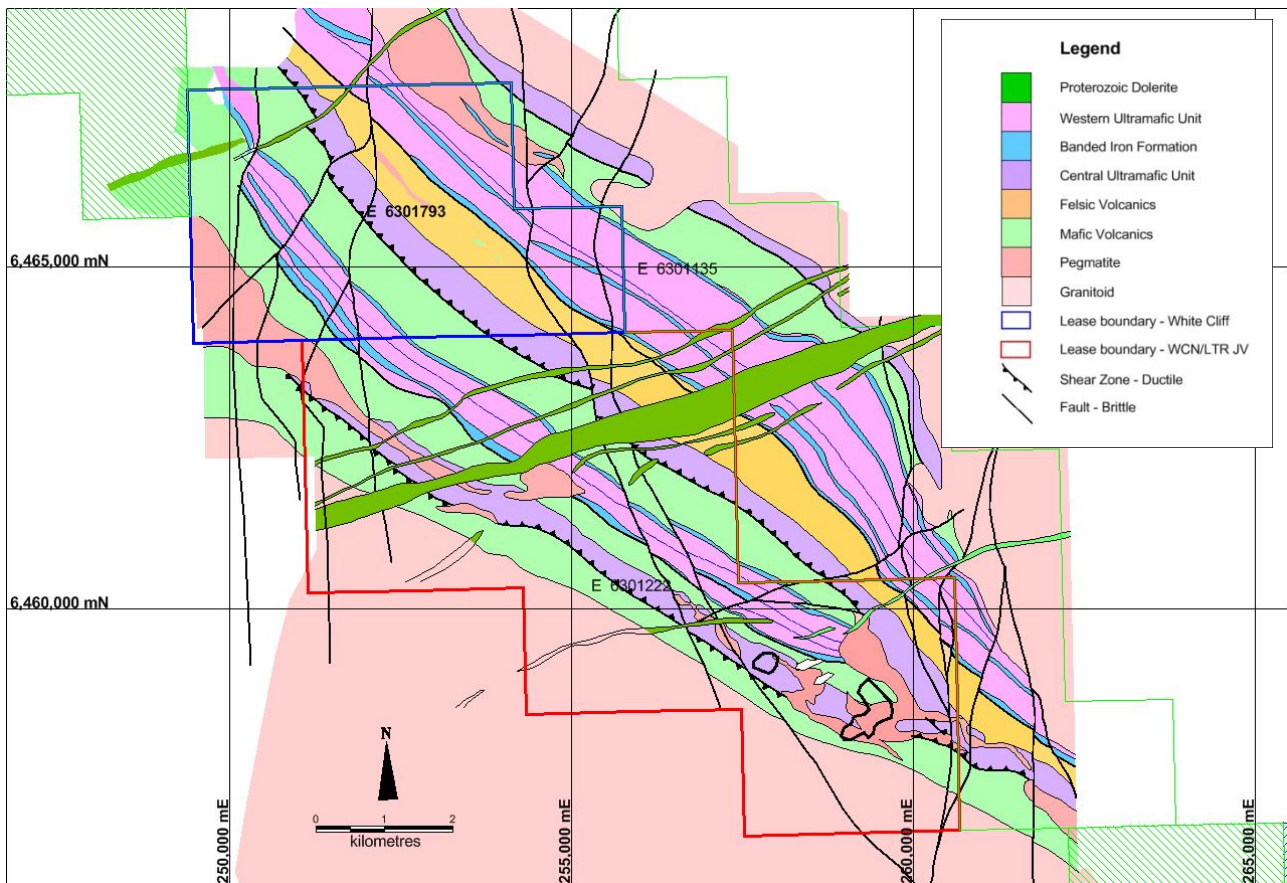 Legend
Proterozoic Dolerite
Western Ultramafic Unit
Banded Iron Formation
Central Ultramafic Unit
Felsic Volcanics
Mafic Volcanics
Pegmatite
Granitoid
Lease boundary - White Cliff
Lease boundary - WCN/LTR JV
Shear Zone - Ductile
Fault - Brittle
E 6301793
6,465,000 mN
E 6301135
E 6301222
6,460,000 mN
N
0 1 2
kilometres
250,000 mE
255,000 mE
260,000 mE
265,000 mE